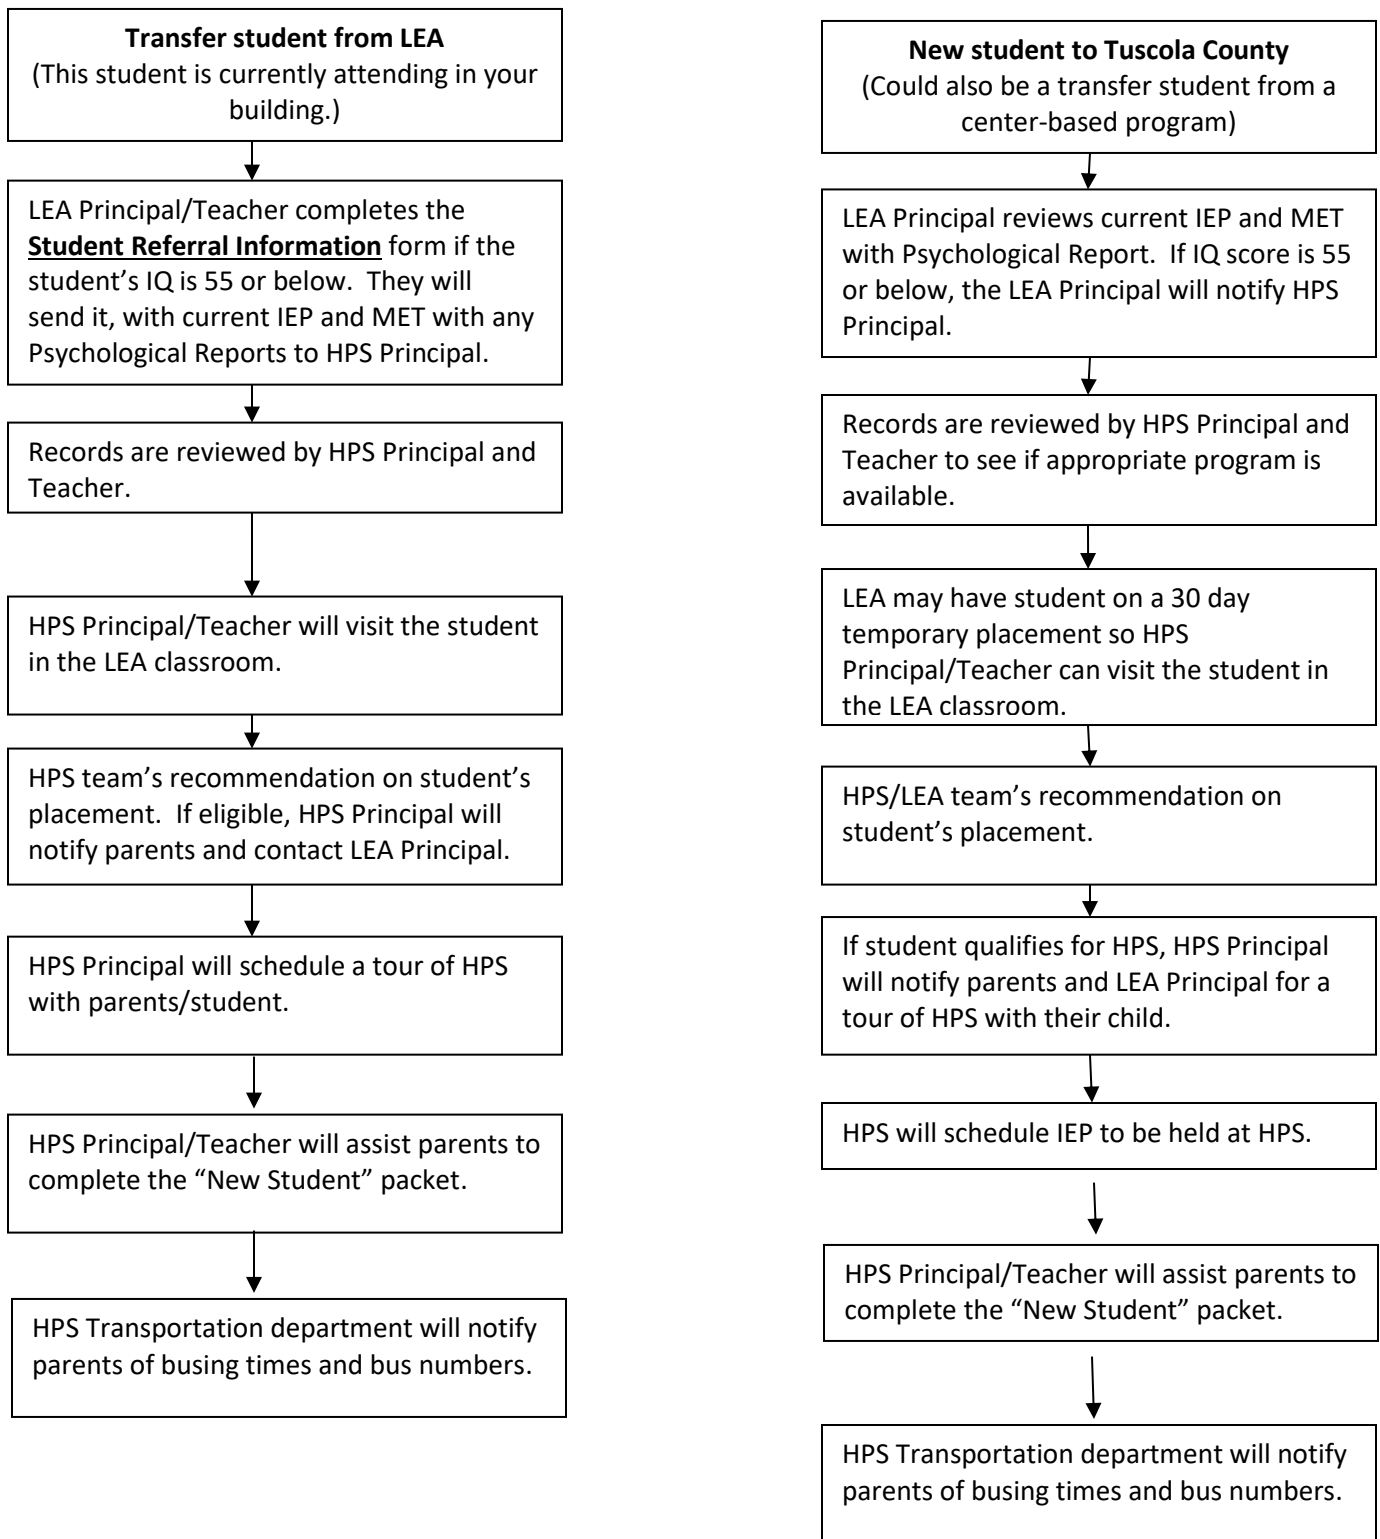 Transfer student from LEA
(This student is currently attending in your
building.)
LEA Principal/Teacher completes the
Student Referral Information form if the
student's IQ is 55 or below.  They will
send it, with current IEP and MET with any
Psychological Reports to HPS Principal.
Records are reviewed by HPS Principal and
Teacher.
HPS Principal/Teacher will visit the student
in the LEA classroom.
HPS team's recommendation on student's
placement.  If eligible, HPS Principal will
notify parents and contact LEA Principal.
HPS Principal will schedule a tour of HPS
with parents/student.
HPS Principal/Teacher will assist parents to
complete the “New Student” packet.
HPS Transportation department will notify
parents of busing times and bus numbers.
New student to Tuscola County
(Could also be a transfer student from a
center-based program)
LEA Principal reviews current IEP and MET
with Psychological Report.  If IQ score is 55
or below, the LEA Principal will notify HPS
Principal.
Records are reviewed by HPS Principal and
Teacher to see if appropriate program is
available.
LEA may have student on a 30 day
temporary placement so HPS
Principal/Teacher can visit the student in
the LEA classroom.
HPS/LEA team's recommendation on
student's placement.
If student qualifies for HPS, HPS Principal
will notify parents and LEA Principal for a
tour of HPS with their child.
HPS will schedule IEP to be held at HPS.
HPS Principal/Teacher will assist parents to
complete the “New Student” packet.
HPS Transportation department will notify
parents of busing times and bus numbers.